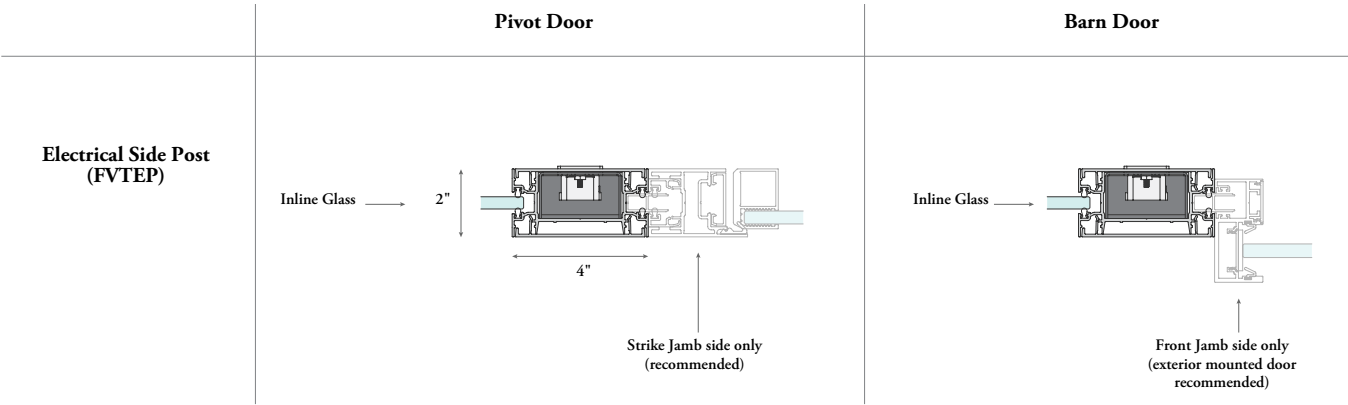 Pivot Door
Barn Door
Electrical Side Post
(FVTEP)
Inline Glass
2"
4"
Strike Jamb side only
(recommended)
Inline Glass
Front Jamb side only
(exterior mounted door
recommended)